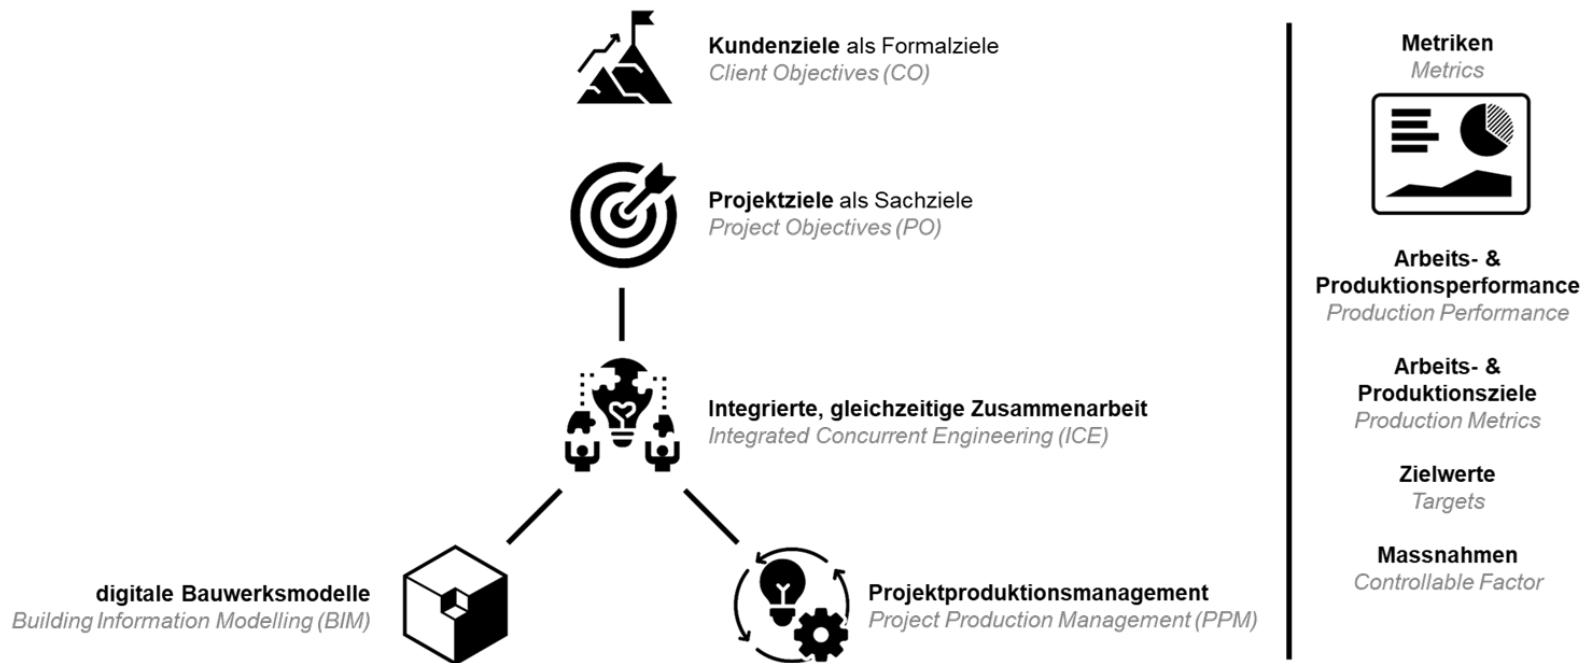 Kundenziele als Formalziele
Client Objectives (CO)
Projektziele als Sachziele
Project Objectives (PO)
Integrierte, gleichzeitige Zusammenarbeit
Integrated Concurrent Engineering (ICE)
digitale Bauwerksmodelle
Building Information Modelling (BIM)
Projektproduktionsmanagement
Project Production Management (PPM)
Metriken
Metrics
Arbeits- &
Produktionsperformance
Production Performance
Arbeits- &
Produktionsziele
Production Metrics
Zielwerte
Targets
Massnahmen
Controllable Factor